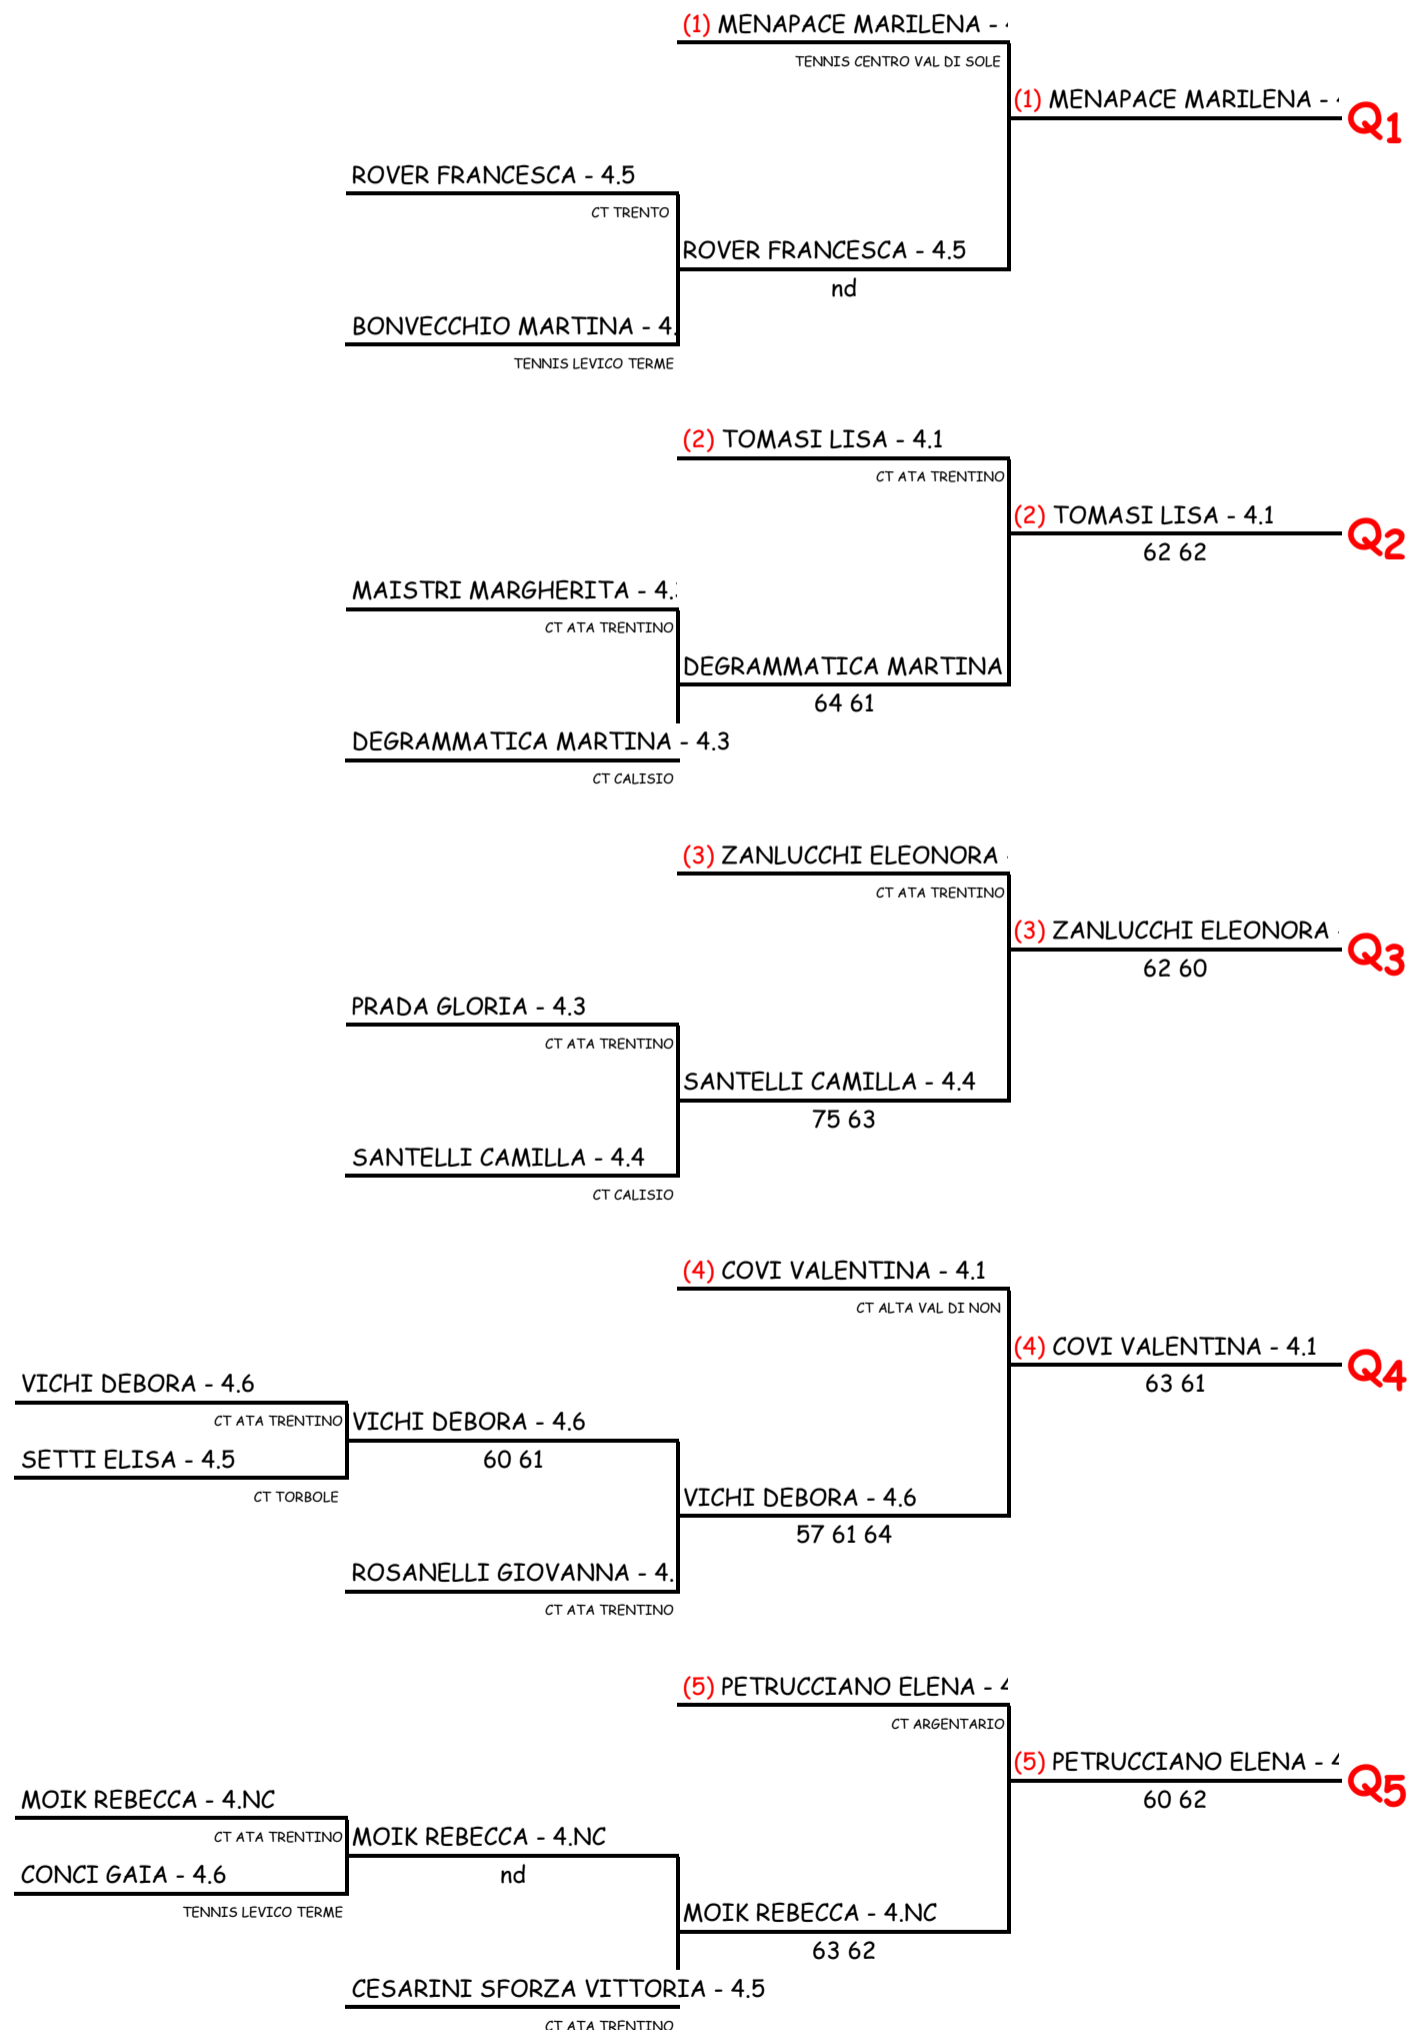 (1) MENAPACE MARILENA -
TENNIS CENTRO VAL DI SOLE
(1) MENAPACE MARILENA -
Q1
ROVER FRANCESCA - 4.5
CT TRENTO
ROVER FRANCESCA - 4.5
nd
BONVECCHIO MARTINA - 4.
TENNIS LEVICO TERME
(2) TOMASI LISA - 4.1
CT ATA TRENTINO
(2) TOMASI LISA - 4.1
Q2
62 62
MAISTRI MARGHERITA - 4.
CT ATA TRENTINO
DEGRAMMATICA MARTINA
64 61
DEGRAMMATICA MARTINA - 4.3
CT CALISIO
(3) ZANLUCCHI ELEONORA
CT ATA TRENTINO
(3) ZANLUCCHI ELEONORA
Q3
62 60
PRADA GLORIA - 4.3
CT ATA TRENTINO
SANTELLI CAMILLA - 4.4
75 63
SANTELLI CAMILLA - 4.4
CT CALISIO
(4) COVI VALENTINA - 4.1
CT ALTA VAL DI NON
(4) COVI VALENTINA - 4.1
Q4
63 61
VICHI DEBORA - 4.6
CT ATA TRENTINO
VICHI DEBORA - 4.6
60 61
SETTI ELISA - 4.5
CT TORBOLE
VICHI DEBORA - 4.6
57 61 64
ROSANELLI GIOVANNA - 4.
CT ATA TRENTINO
(5) PETRUCCIANO ELENA - 4
CT ARGENTARIO
(5) PETRUCCIANO ELENA - 4
Q5
60 62
MOIK REBECCA - 4.NC
CT ATA TRENTINO
MOIK REBECCA - 4.NC
nd
CONCI GAIA - 4.6
TENNIS LEVICO TERME
MOIK REBECCA - 4.NC
63 62
CESARINI SFORZA VITTORIA - 4.5
CT ATA TRENTINO